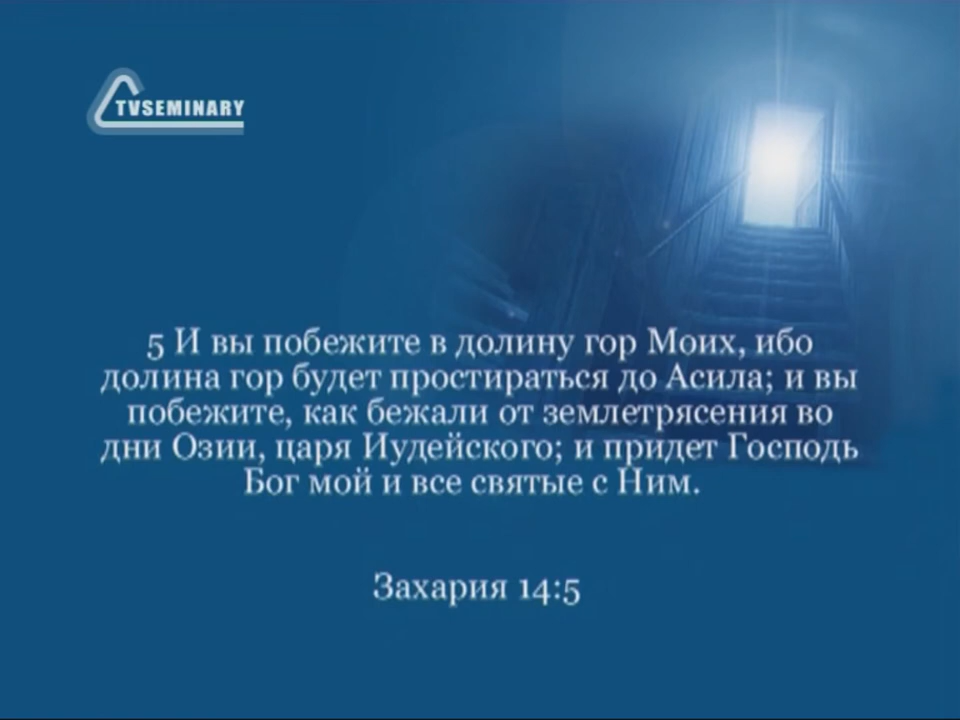 TVSEMINARY
5 И вы побежите в долину гор Моих, ибо
долина гор будет простираться до Асила; и вы
побежите, как бежали от землетрясения во
дни Озии, царя Иудейского; и придет Господь
Бог мой и все святые с Ним.
Захария 14:5